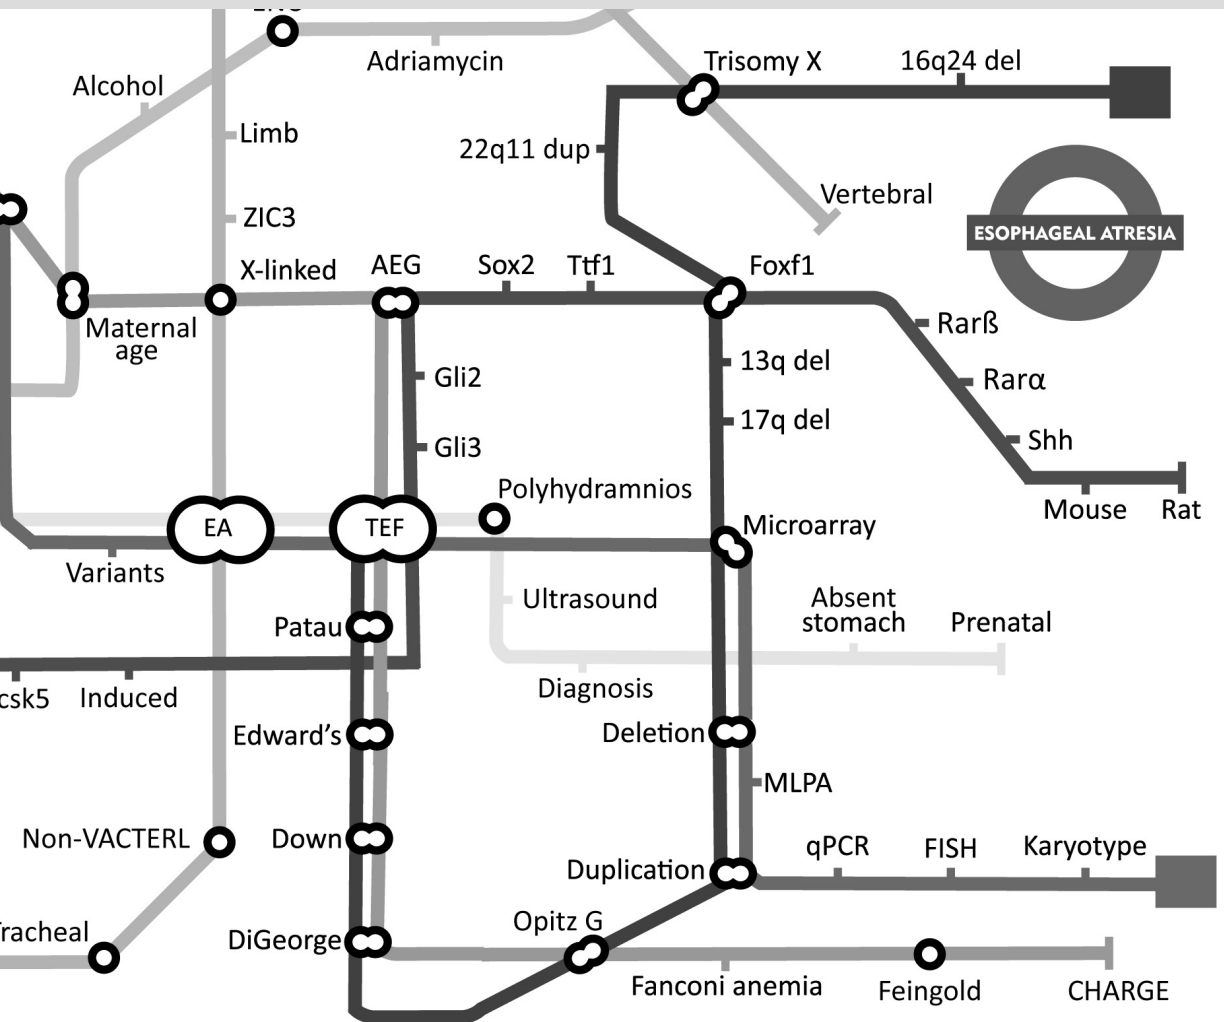 Adriamycin
Trisomy X
16q24 del
Alcohol
Limb
22q11 dup
Vertebral
ZIC3
ESOPHAGEAL ATRESIA
X-linked
AEG
Sox2
Ttf1
Foxf1
Maternal
age
Rarß
13q del
Gli2
Rarα
17q del
Gli3
Shh
Polyhydramnios
Mouse
Rat
EA
TEF
Microarray
Variants
Ultrasound
Absent
stomach
Prenatal
Patau
csk5
Induced
Diagnosis
Edward's
Deletion
MLPA
Non-VACTERL
Down
Duplication
qPCR
FISH
Karyotype
Tracheal
DiGeorge
Opitz G
Fanconi anemia
Feingold
CHARGE